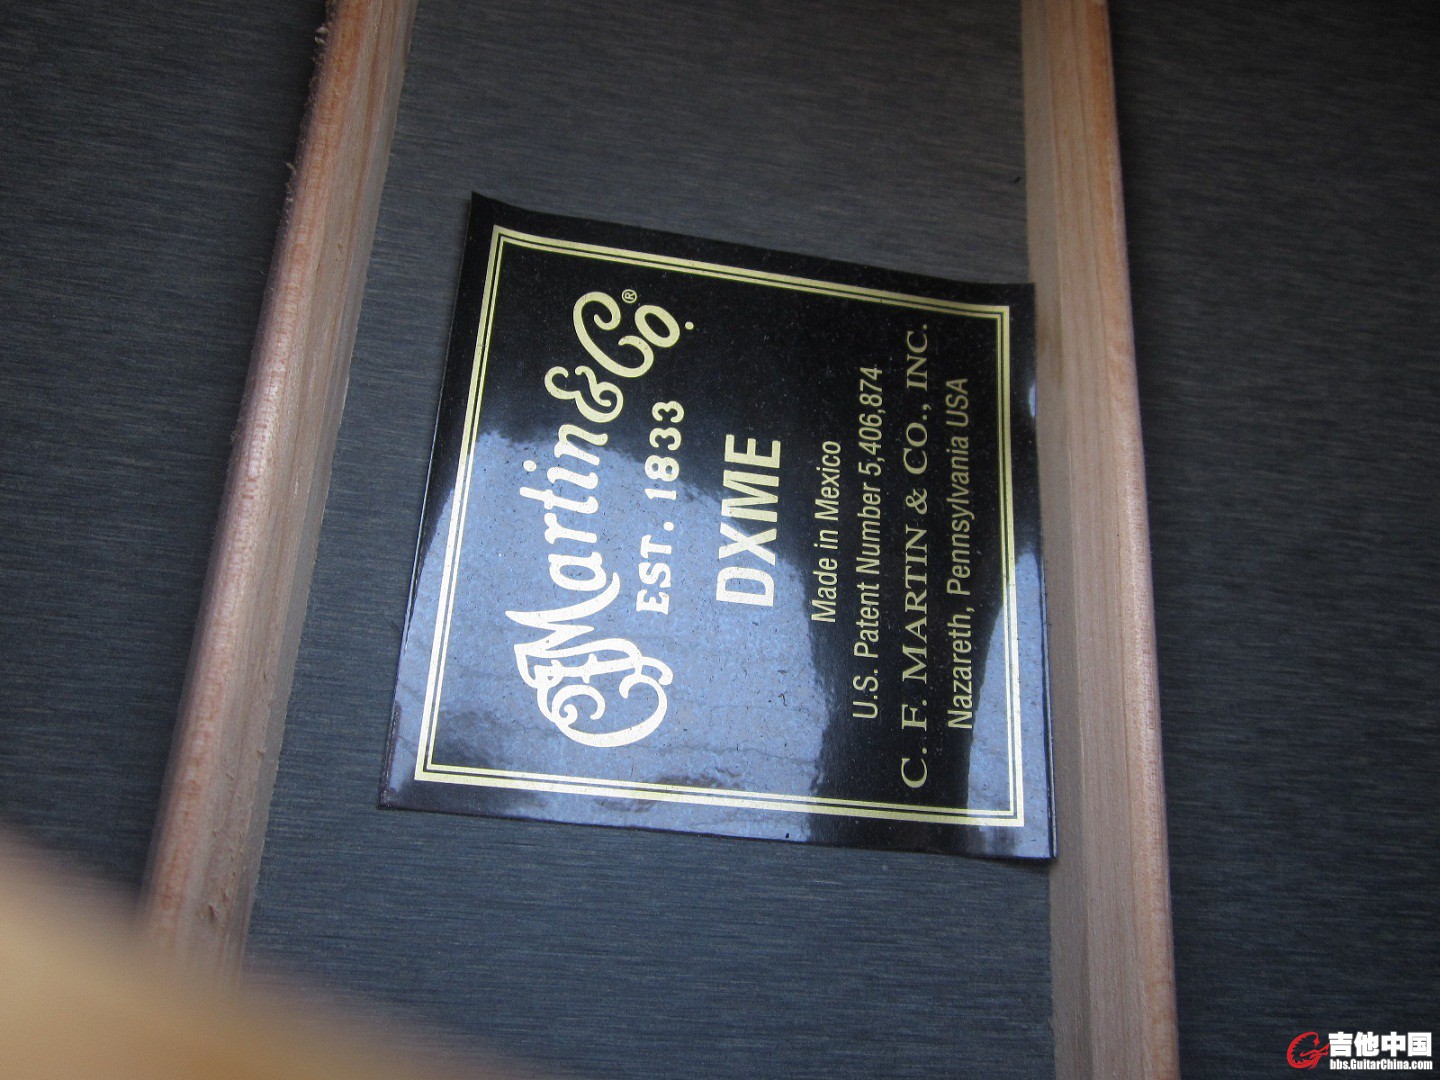 CFMartin & Co.®
EST. 1833
DXME
Made in Mexico
U.S. Patent Number 5,406,874
C. F. MARTIN & CO., INC.
Nazareth, Pennsylvania USA
吉他中国
bbs.GuitarChina.com